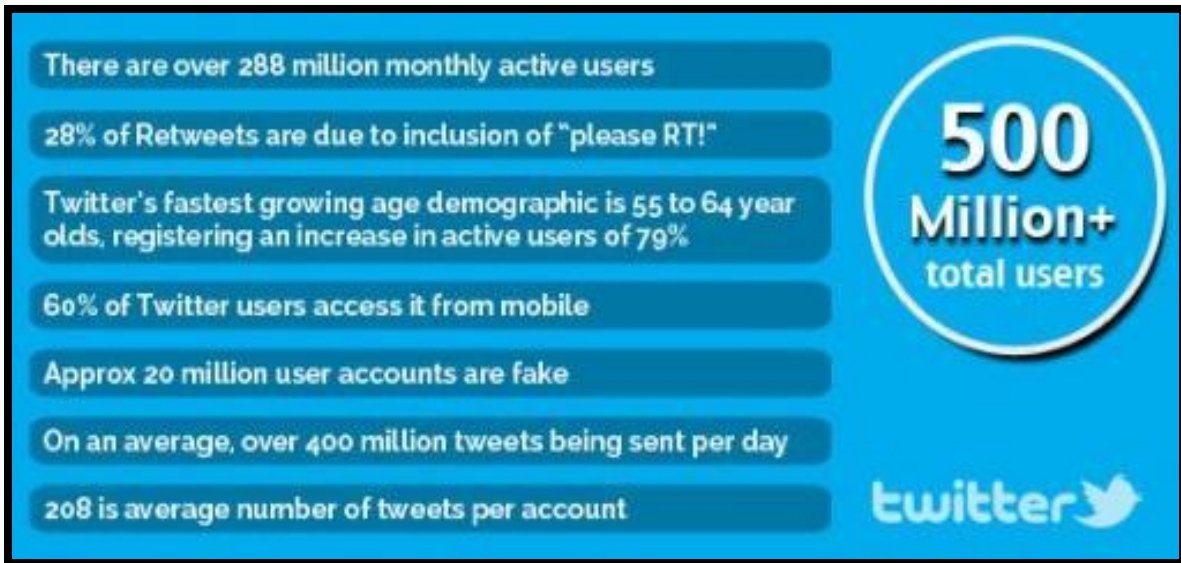 There are over 288 million monthly active users
28% of Retweets are due to inclusion of "please RT!"
Twitter's fastest growing age demographic is 55 to 64 year
olds, registering an increase in active users of 79%
60% of Twitter users access it from mobile
Approx 20 million user accounts are fake
On an average, over 400 million tweets being sent per day
208 is average number of tweets per account
500
Million+
total users
twitter